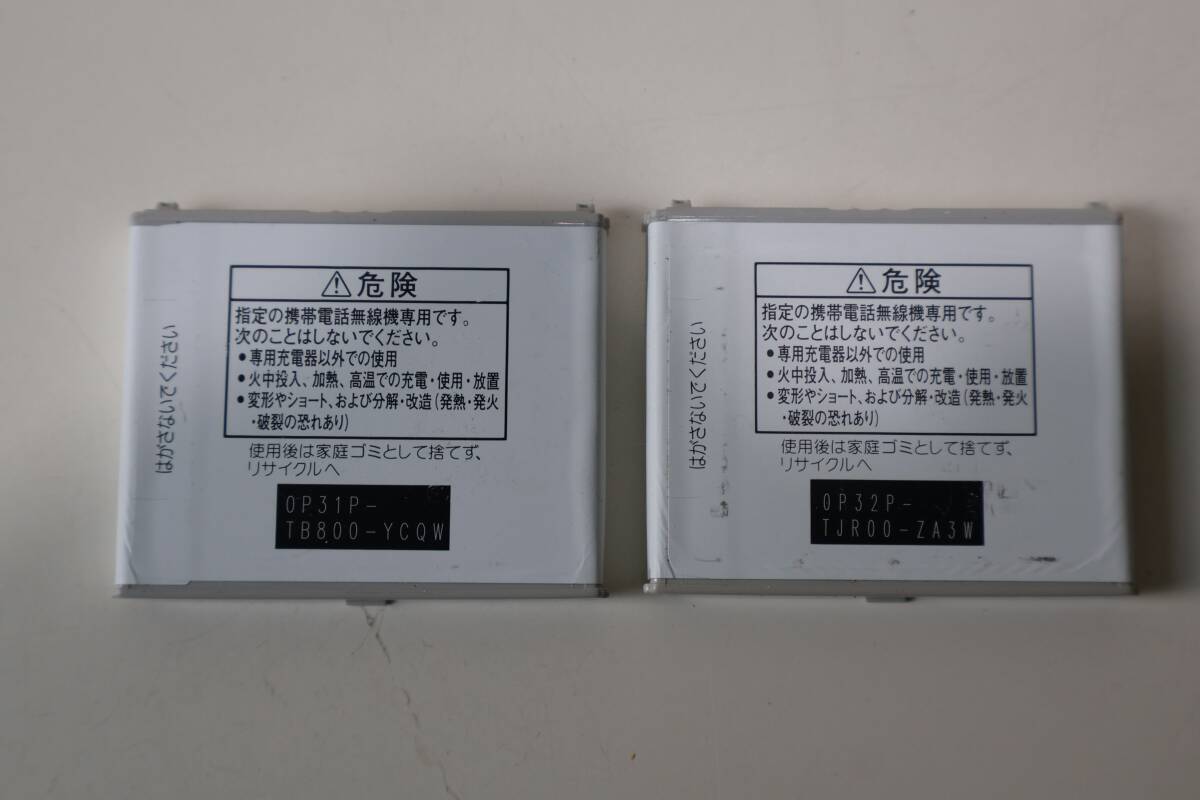 ⚠危険
指定の携帯電話無線機専用です。
次のことはしないでください。
•専用充電器以外での使用
•火中投入、加熱、高温での充電・使用・放置
•変形やショート、および分解・改造(発熱・発火
・破裂の恐れあり)
使用後は家庭ゴミとして捨てず、
リサイクルへ
0P31P-
TB800-YCQW
はがさないでください
⚠危険
指定の携帯電話無線機専用です。
次のことはしないでください。
•専用充電器以外での使用
•火中投入、加熱、高温での充電・使用・放置
•変形やショート、および分解・改造(発熱・発火
・破裂の恐れあり)
使用後は家庭ゴミとして捨てず、
リサイクルへ
0P32P-
TJR00-ZA3W
はがさないでください